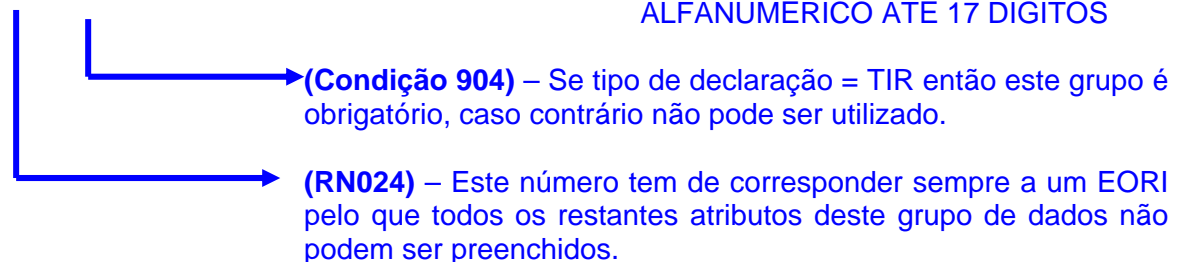 ALFANUMERICO ATE 17 DIGITOS
(Condição 904) – Se tipo de declaração = TIR então este grupo é
obrigatório, caso contrário não pode ser utilizado.
(RN024) – Este número tem de corresponder sempre a um EORI
pelo que todos os restantes atributos deste grupo de dados não
podem ser preenchidos.